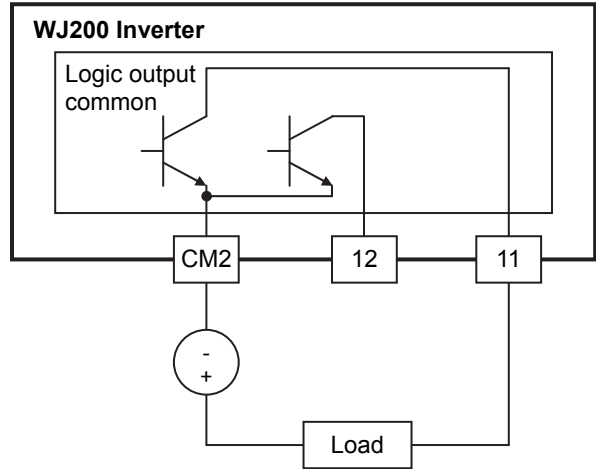 WJ200 Inverter
Logic output
common
CM2
12
11
-
+
Load